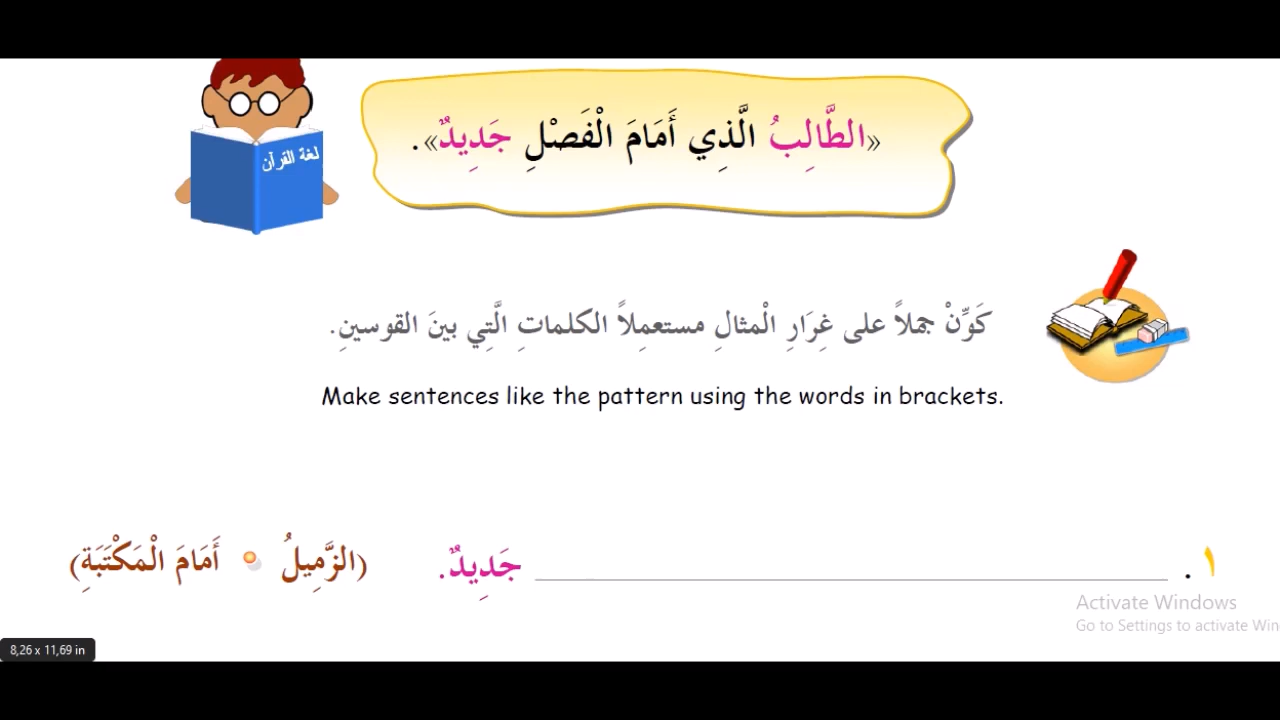 «الطَّالِبُ الَّذِي أَمَامَ الْفَصْلِ جَدِيدٌ».
لغة القرآن
كَوِّنْ جملاً على غِرَارِ الْمثالِ مستعمِلاً الكلماتِ الَّتِي بينَ القوسينِ.
Make sentences like the pattern using the words in brackets.
١. ____________ جَدِيدٌ. (الزَّمِيلُ • أَمَامَ الْمَكْتَبَةِ)
Activate Windows
Go to Settings to activate Win
8,26 x 11,69 in